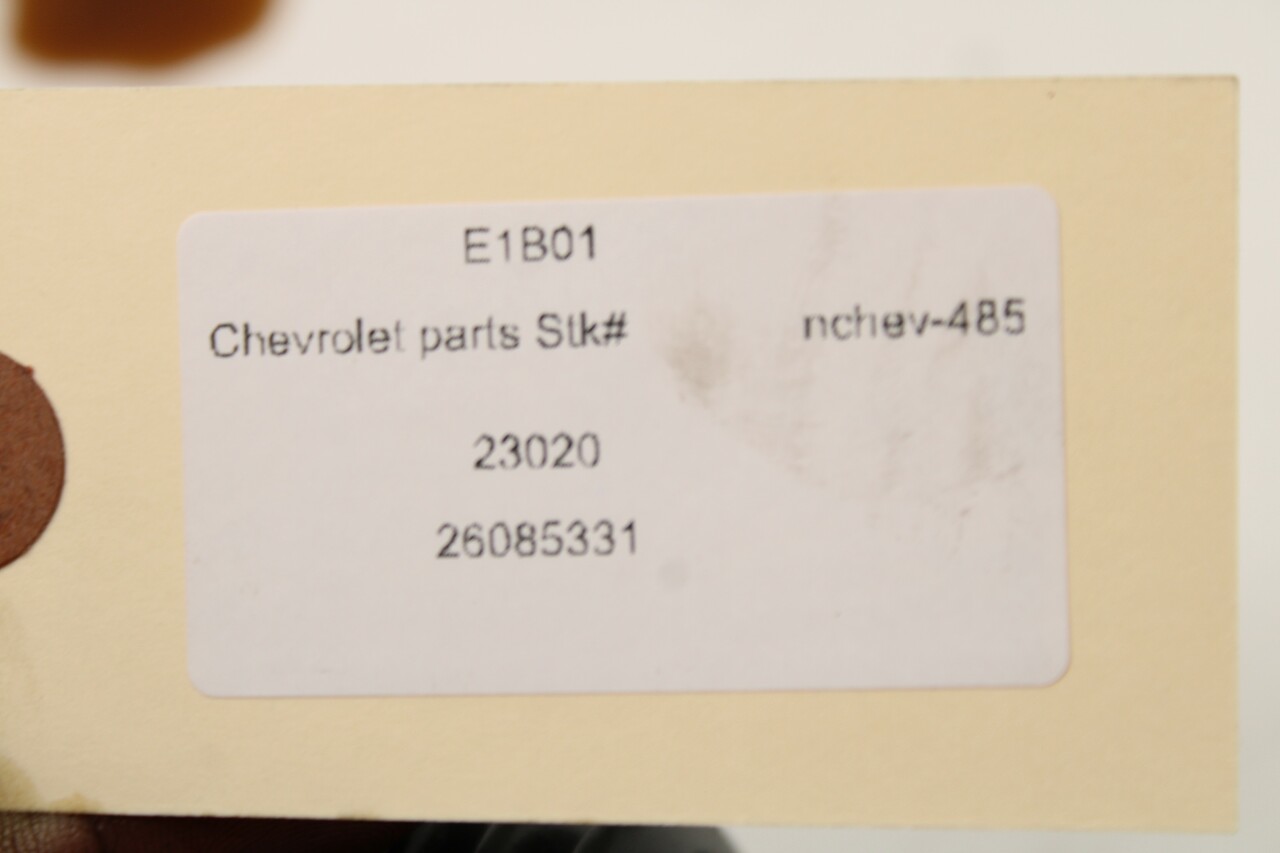 E1B01
Chevrolet parts Stk# nchev-485
23020
26085331